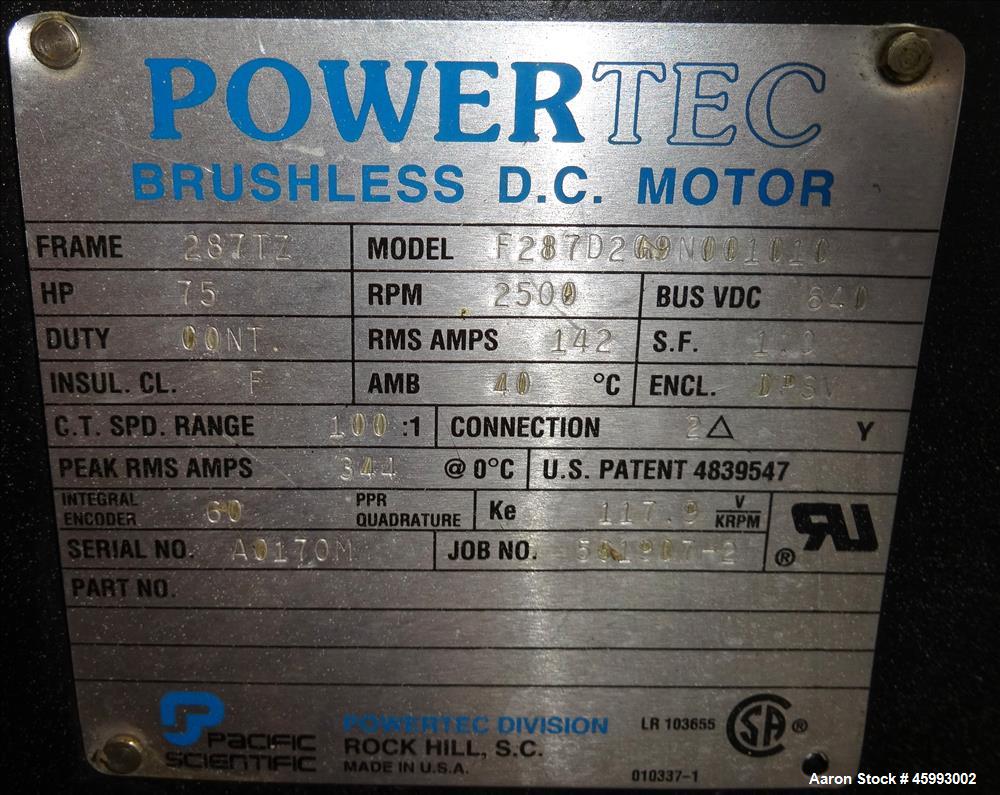 POWERTEC
BRUSHLESS D.C. MOTOR
FRAME 287TZ MODEL
HP 75 RPM 2500 BUS VDC 640
DUTY CONT. RMS AMPS 142 S.F. 1.0
INSUL. CL. F AMB 40 °C ENCL. DPSV
C.T. SPD. RANGE 100 :1 CONNECTION 2 △ Y
PEAK RMS AMPS 344 @ 0°C U.S. PATENT 4839547
INTEGRAL ENCODER 60 PPR QUADRATURE Ke 117.9 V/KRPM
SERIAL NO. A0170M JOB NO. ®
PART NO.
PACIFIC SCIENTIFIC
POWERTEC DIVISION
ROCK HILL, S.C.
MADE IN U.S.A.
LR 103655 SA ®
010337-1
Aaron Stock # 45993002